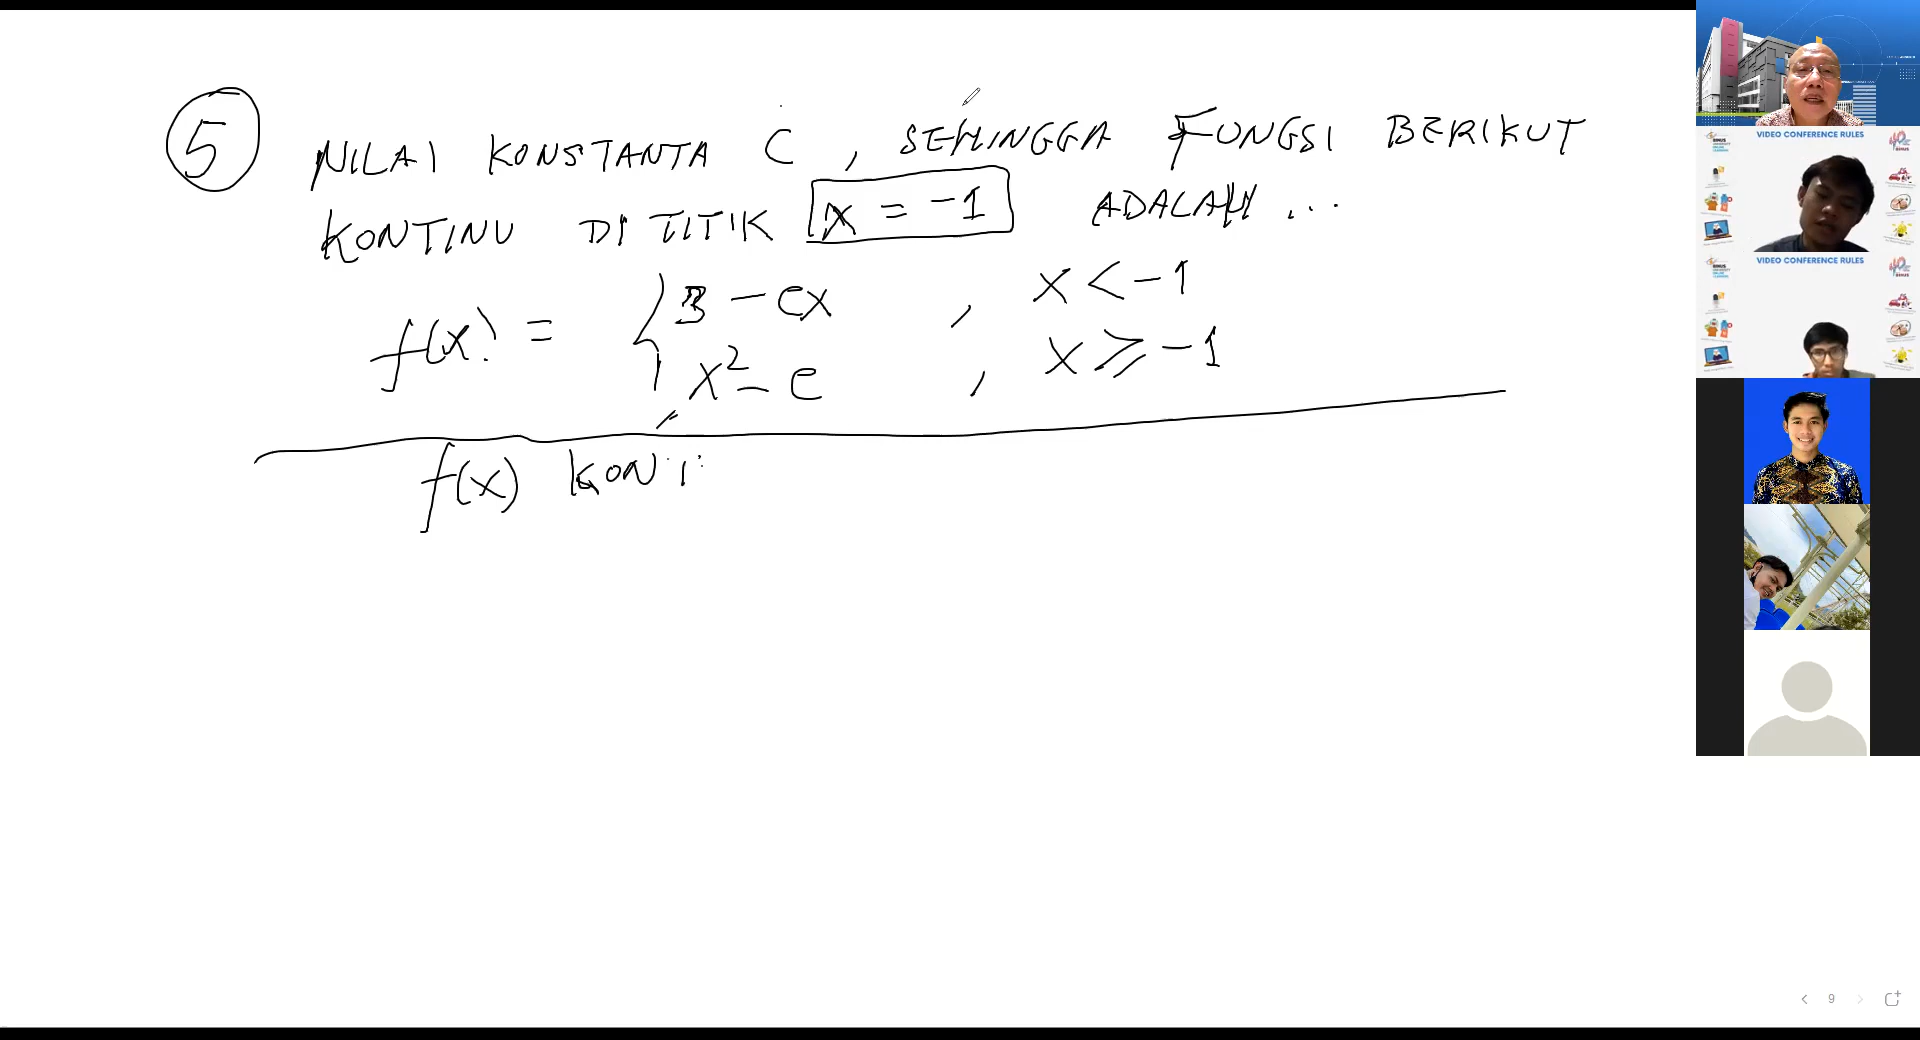 5 NILAI KONSTANTA C, SEHINGGA FUNGSI BERIKUT
KONTINU DI TITIK x = -1 ADALAH ...
f(x) = { 3 - cx , x < -1
x² - c , x ≥ -1
f(x) KONTI
VIDEO CONFERENCE RULES
VIDEO CONFERENCE RULES
9